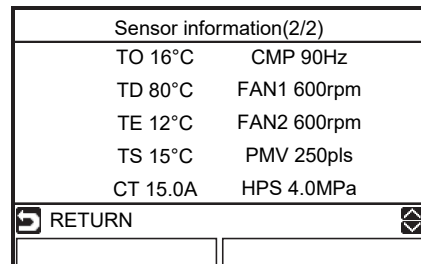 Sensor information(2/2)
TO 16°C CMP 90Hz
TD 80°C FAN1 600rpm
TE 12°C FAN2 600rpm
TS 15°C PMV 250pls
CT 15.0A HPS 4.0MPa
RETURN